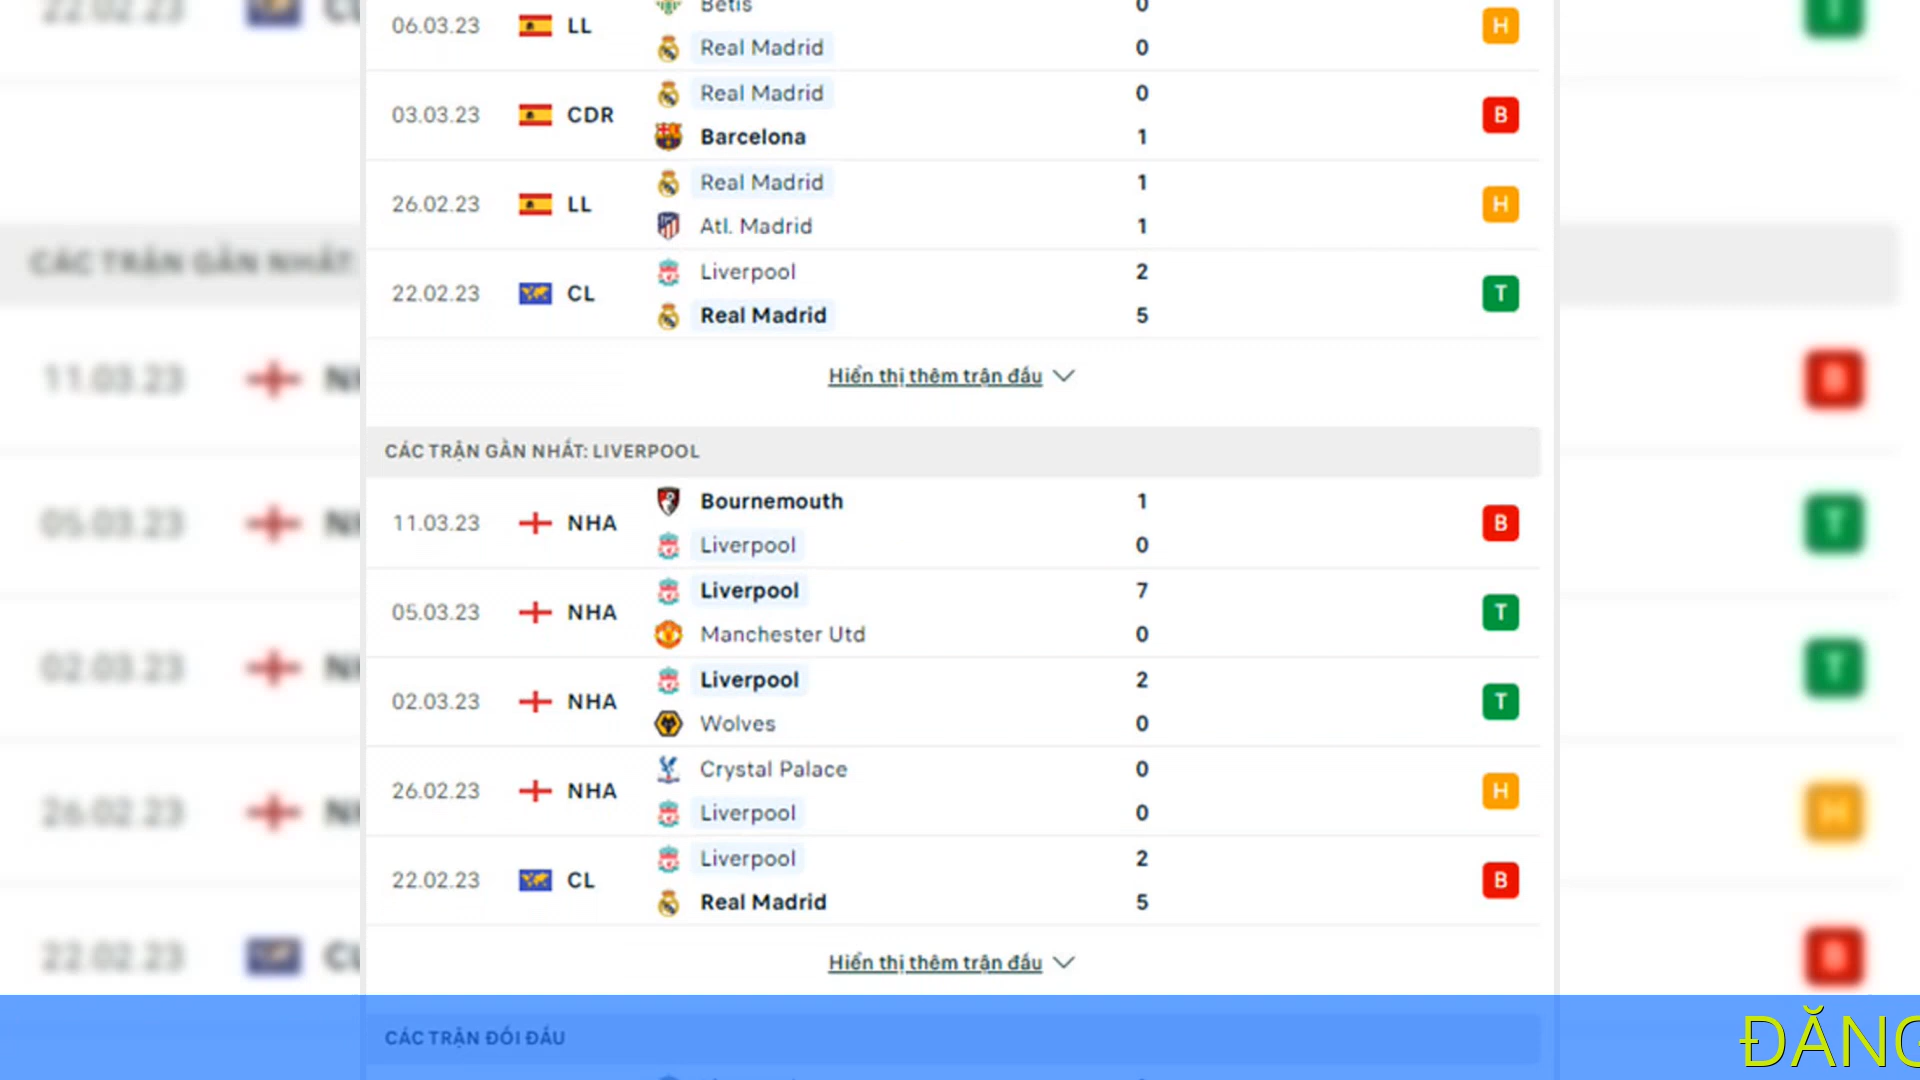 Betis 0
06.03.23 LL H
Real Madrid 0
Real Madrid 0
03.03.23 CDR B
Barcelona 1
Real Madrid 1
26.02.23 LL H
Atl. Madrid 1
Liverpool 2
22.02.23 CL T
Real Madrid 5
Hiển thị thêm trận đấu
CÁC TRẬN GẦN NHẤT: LIVERPOOL
Bournemouth 1
11.03.23 NHA B
Liverpool 0
Liverpool 7
05.03.23 NHA T
Manchester Utd 0
Liverpool 2
02.03.23 NHA T
Wolves 0
Crystal Palace 0
26.02.23 NHA H
Liverpool 0
Liverpool 2
22.02.23 CL B
Real Madrid 5
Hiển thị thêm trận đấu
CÁC TRẬN ĐỐI ĐẦU
ĐĂNG